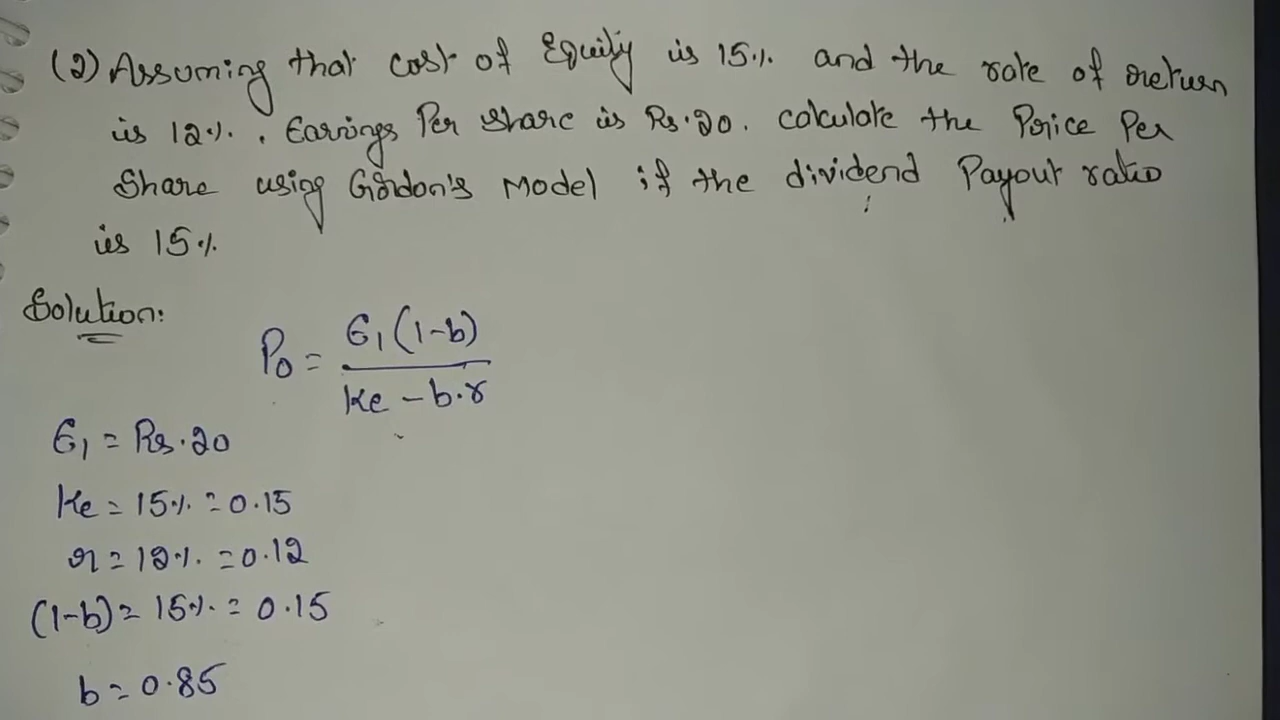 (2) Assuming that cost of Equity is 15% and the rate of return
is 12%. Earnings Per Share is Rs.20. calculate the Price Per
Share using Gordon's Model if the dividend Payout ratio
is 15%
Solution:
P0 = E1(1-b) / Ke - b.r
E1 = Rs.20
Ke = 15% = 0.15
r = 12% = 0.12
(1-b) = 15% = 0.15
b = 0.85